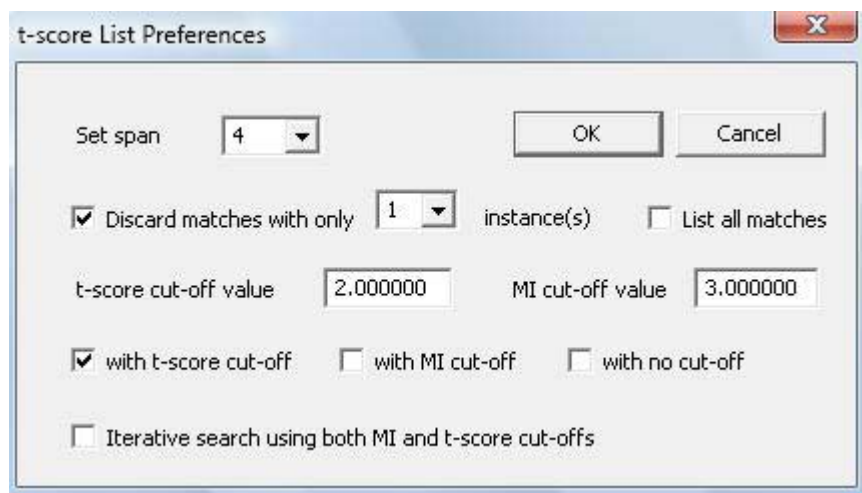 t-score List Preferences
Set span 4 OK Cancel
Discard matches with only 1 instance(s) List all matches
t-score cut-off value 2.000000 MI cut-off value 3.000000
with t-score cut-off with MI cut-off with no cut-off
Iterative search using both MI and t-score cut-offs